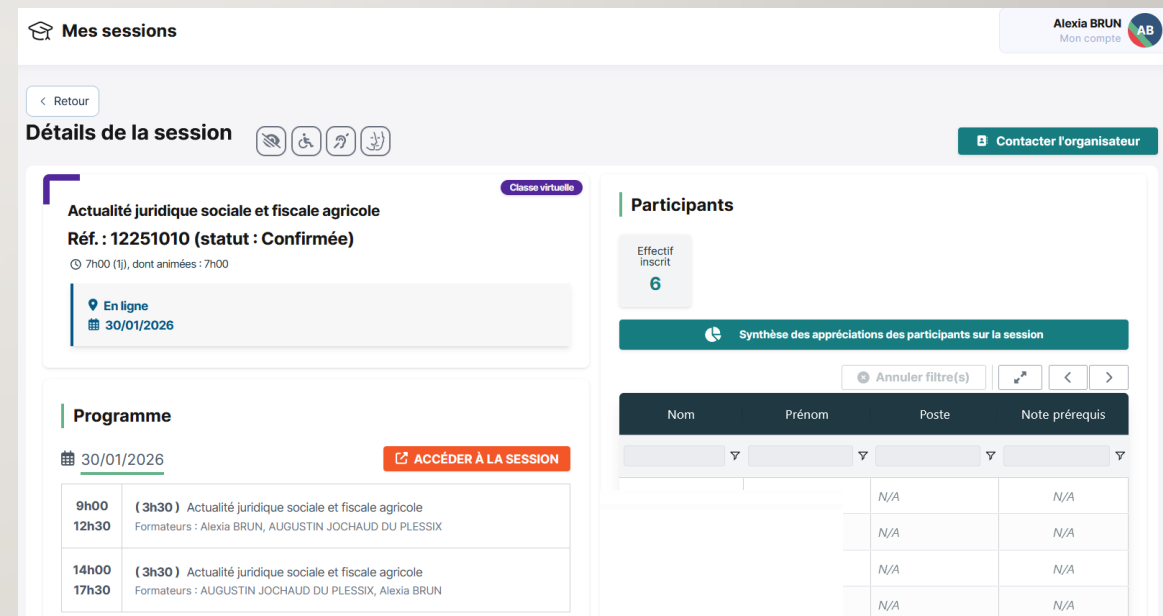 Mes sessions
Alexia BRUN
Mon compte
AB
Retour
Détails de la session
Contacter l'organisateur
Classe virtuelle
Actualité juridique sociale et fiscale agricole
Réf. : 12251010 (statut : Confirmée)
7h00 (1j), dont animées : 7h00
En ligne
30/01/2026
Programme
30/01/2026
ACCÉDER À LA SESSION
9h00
12h30
( 3h30 ) Actualité juridique sociale et fiscale agricole
Formateurs : Alexia BRUN, AUGUSTIN JOCHAUD DU PLESSIX
14h00
17h30
( 3h30 ) Actualité juridique sociale et fiscale agricole
Formateurs : AUGUSTIN JOCHAUD DU PLESSIX, Alexia BRUN
Participants
Effectif
inscrit
6
Synthèse des appréciations des participants sur la session
Annuler filtre(s)
Nom Prénom Poste Note prérequis
N/A N/A
N/A N/A
N/A N/A
N/A N/A